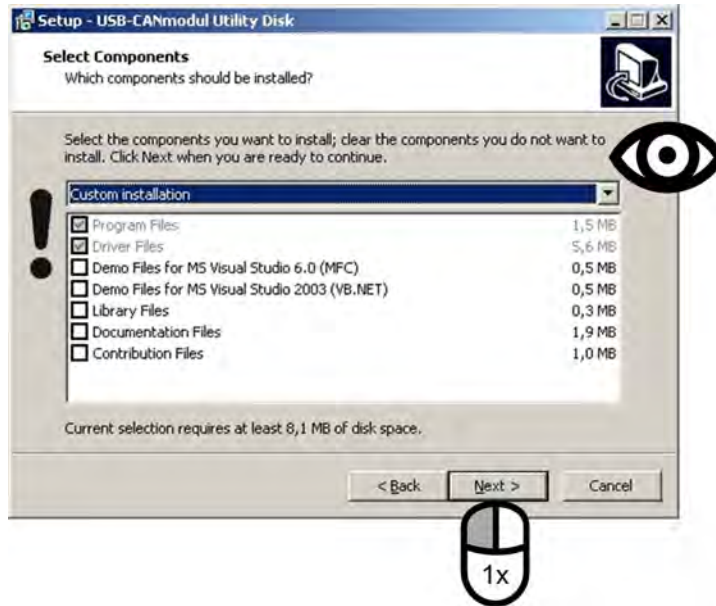 Setup - USB-CANmodul Utility Disk
Select Components
Which components should be installed?
Select the components you want to install; clear the components you do not want to
install. Click Next when you are ready to continue.
Custom installation
Program Files 1,5 MB
Driver Files 5,6 MB
Demo Files for MS Visual Studio 6.0 (MFC) 0,5 MB
Demo Files for MS Visual Studio 2003 (VB.NET) 0,5 MB
Library Files 0,3 MB
Documentation Files 1,9 MB
Contribution Files 1,0 MB
Current selection requires at least 8,1 MB of disk space.
< Back Next > Cancel
!
1x